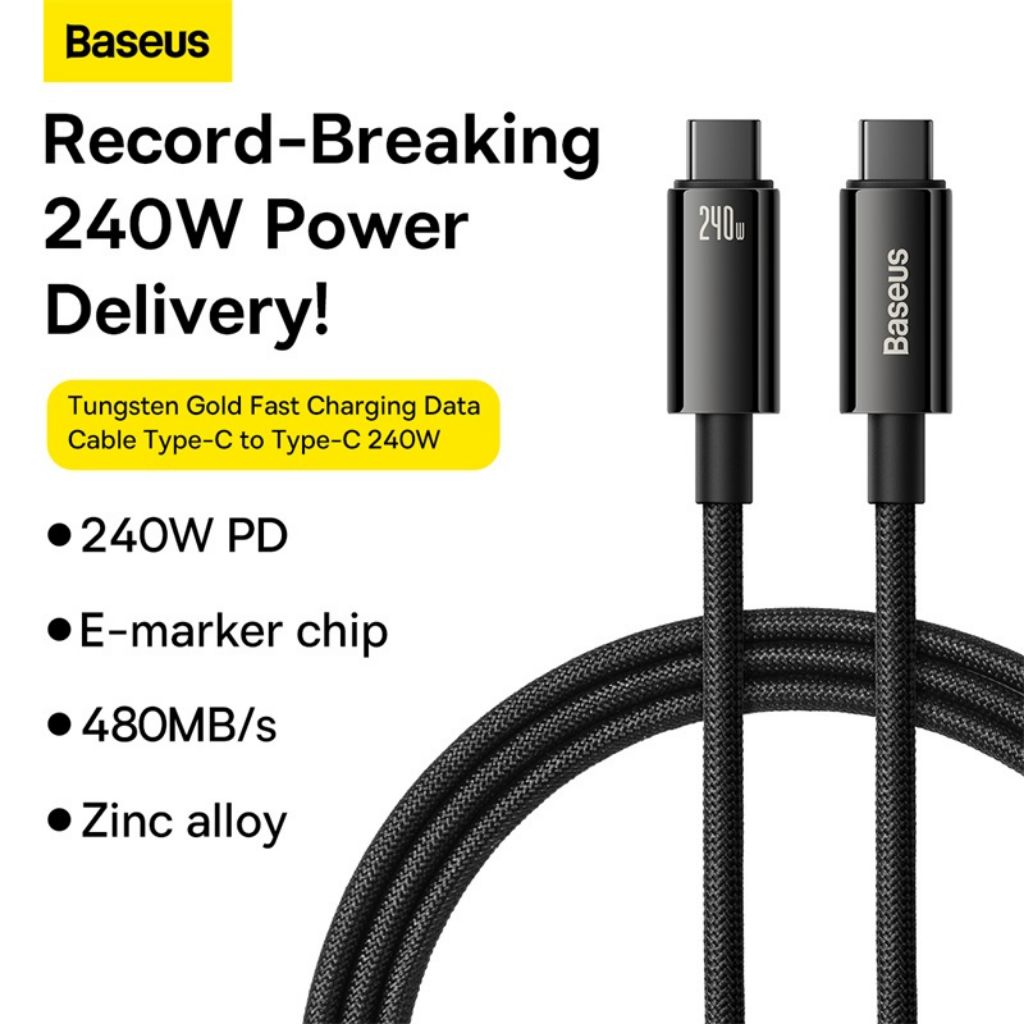 Baseus
Record-Breaking
240W Power
Delivery!
Tungsten Gold Fast Charging Data
Cable Type-C to Type-C 240W
●240W PD
●E-marker chip
●480MB/s
●Zinc alloy
240W
Baseus